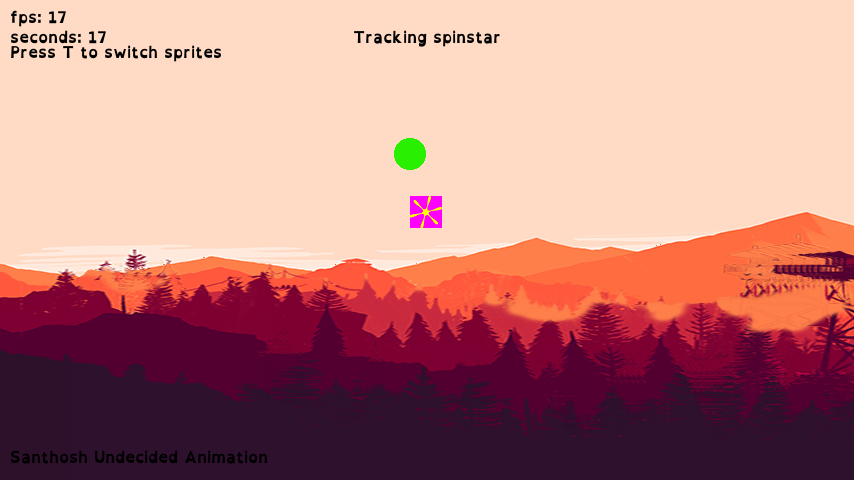 fps: 17
seconds: 17
Tracking spinstar
Press T to switch sprites
Santhosh Undecided Animation